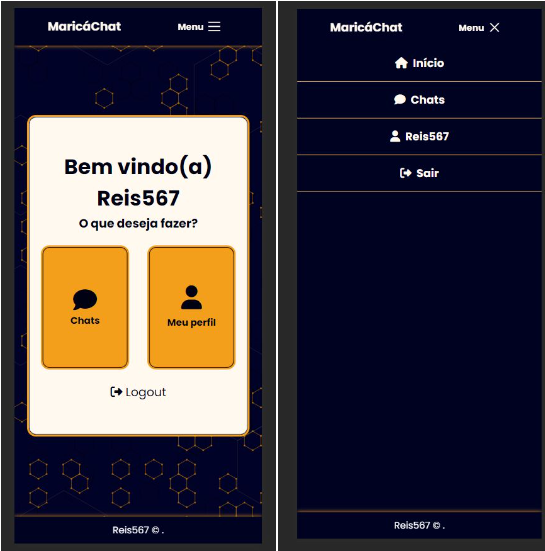 MaricáChat
Menu
Bem vindo(a)
Reis567
O que deseja fazer?
Chats
Meu perfil
Logout
Reis567 © .
MaricáChat
Menu
Início
Chats
Reis567
Sair
Reis567 © .